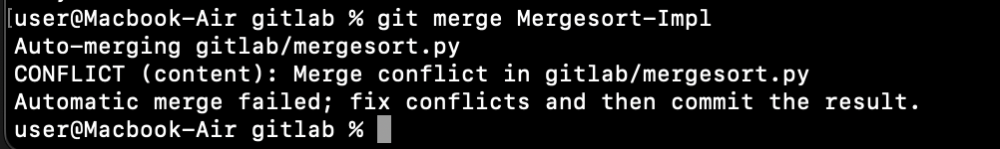 [user@Macbook-Air gitlab % git merge Mergesort-Impl
Auto-merging gitlab/mergesort.py
CONFLICT (content): Merge conflict in gitlab/mergesort.py
Automatic merge failed; fix conflicts and then commit the result.
user@Macbook-Air gitlab %